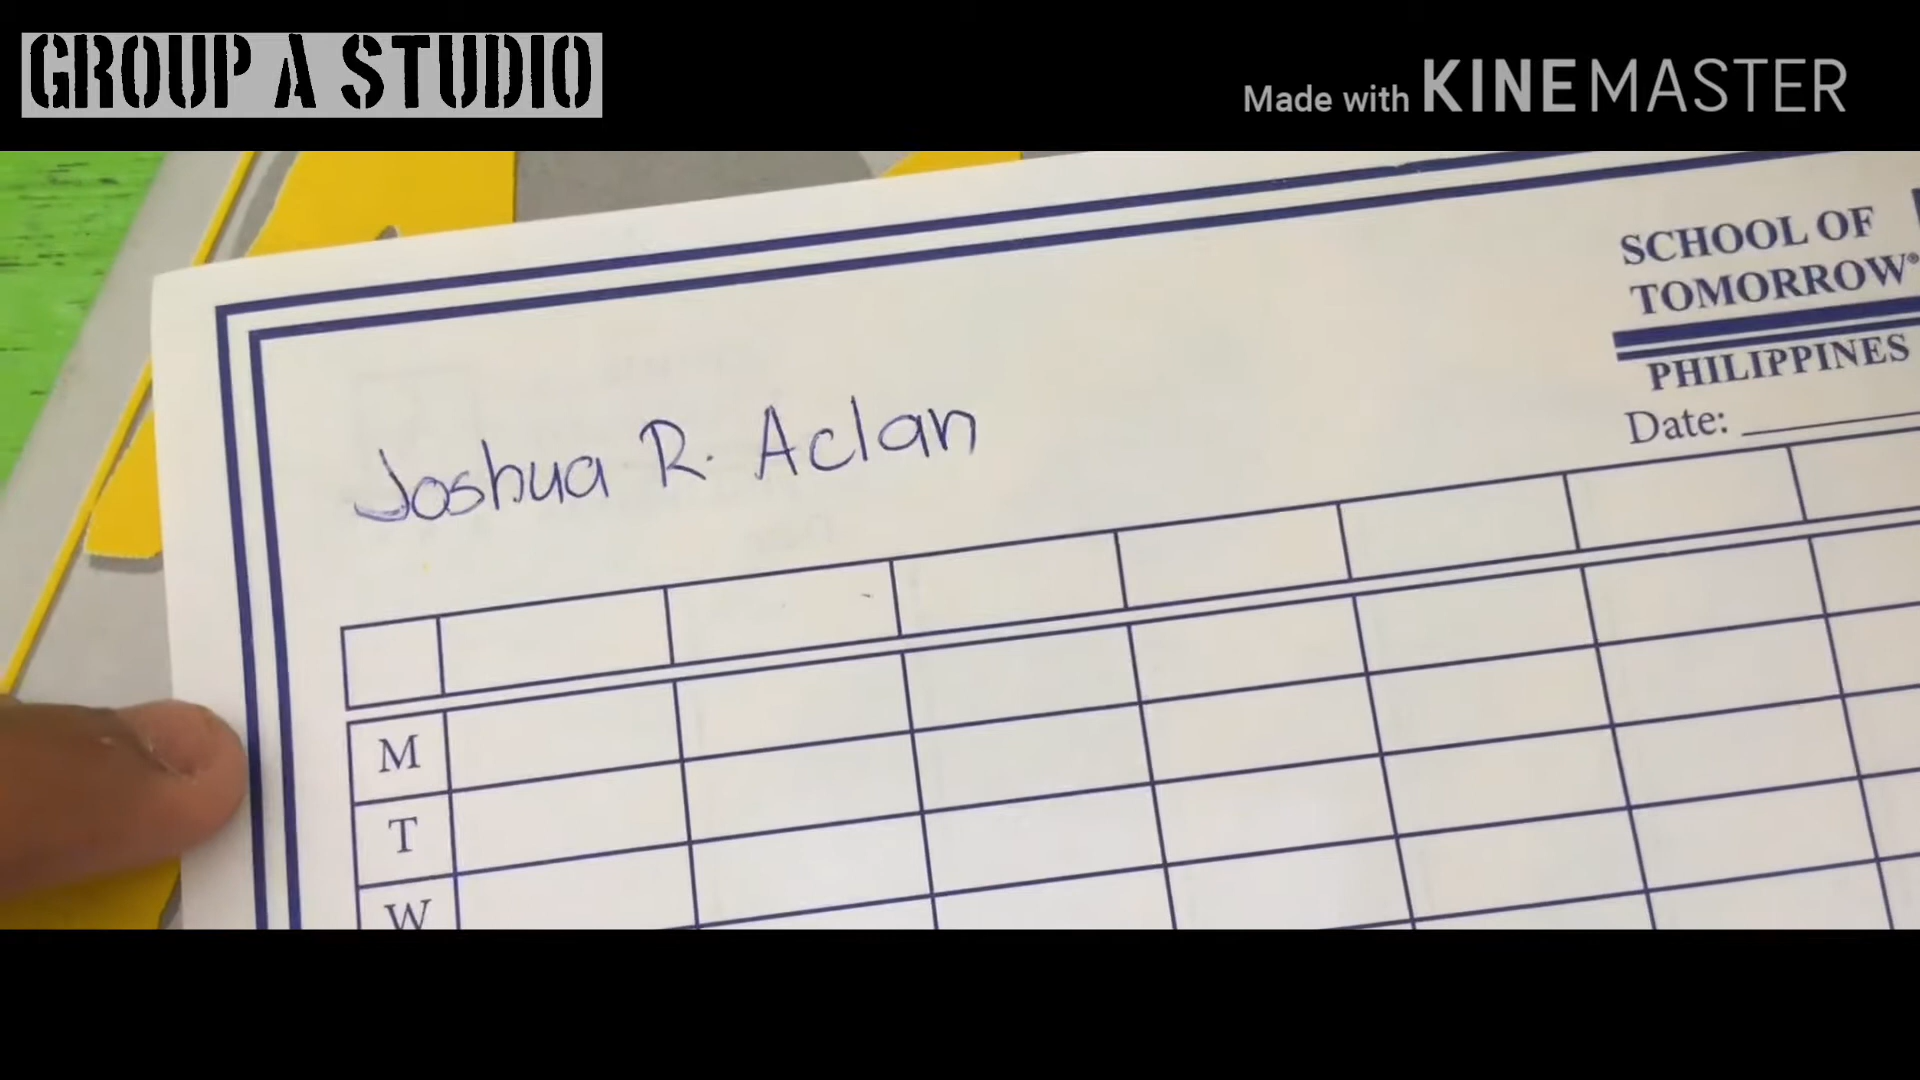 GROUP A STUDIO
Made with KINEMASTER
SCHOOL OF
TOMORROW®
PHILIPPINES
Date:
Joshua R. Aclan
M
T
W